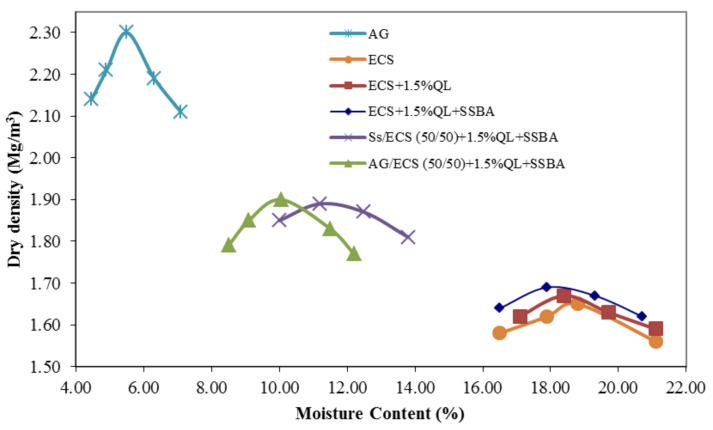 2.30
2.20
2.10
2.00
1.90
1.80
1.70
1.60
1.50
Dry density (Mg/m³)
AG
ECS
ECS+1.5%QL
ECS+1.5%QL+SSBA
Ss/ECS (50/50)+1.5%QL+SSBA
AG/ECS (50/50)+1.5%QL+SSBA
4.00 6.00 8.00 10.00 12.00 14.00 16.00 18.00 20.00 22.00
Moisture Content (%)